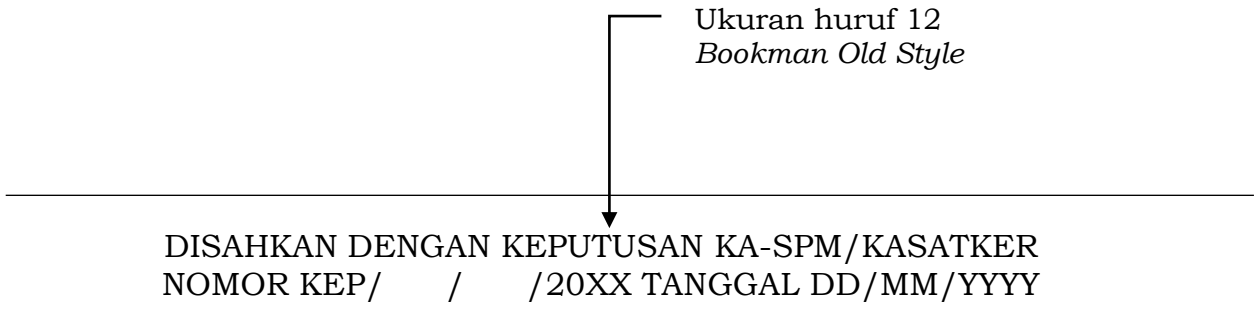 Ukuran huruf 12
Bookman Old Style
DISAHKAN DENGAN KEPUTUSAN KA-SPM/KASATKER
NOMOR KEP/ / /20XX TANGGAL DD/MM/YYYY